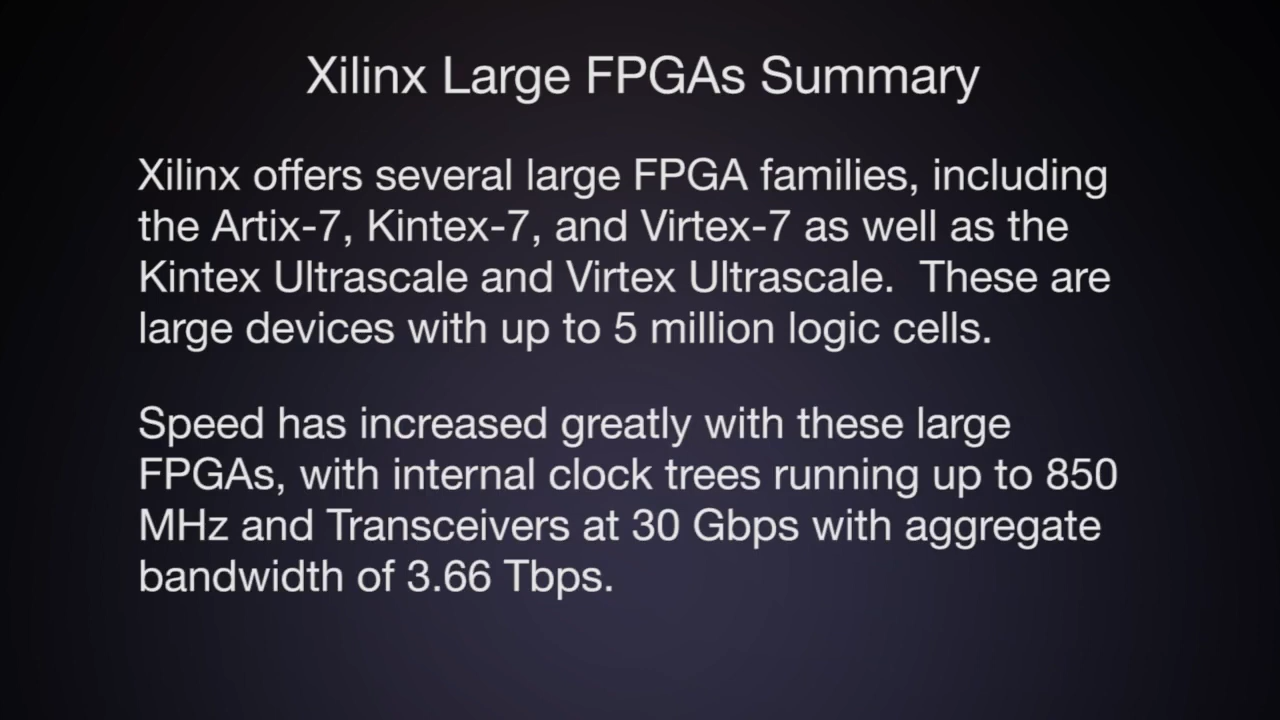 Xilinx Large FPGAs Summary
Xilinx offers several large FPGA families, including
the Artix-7, Kintex-7, and Virtex-7 as well as the
Kintex Ultrascale and Virtex Ultrascale.  These are
large devices with up to 5 million logic cells.
Speed has increased greatly with these large
FPGAs, with internal clock trees running up to 850
MHz and Transceivers at 30 Gbps with aggregate
bandwidth of 3.66 Tbps.